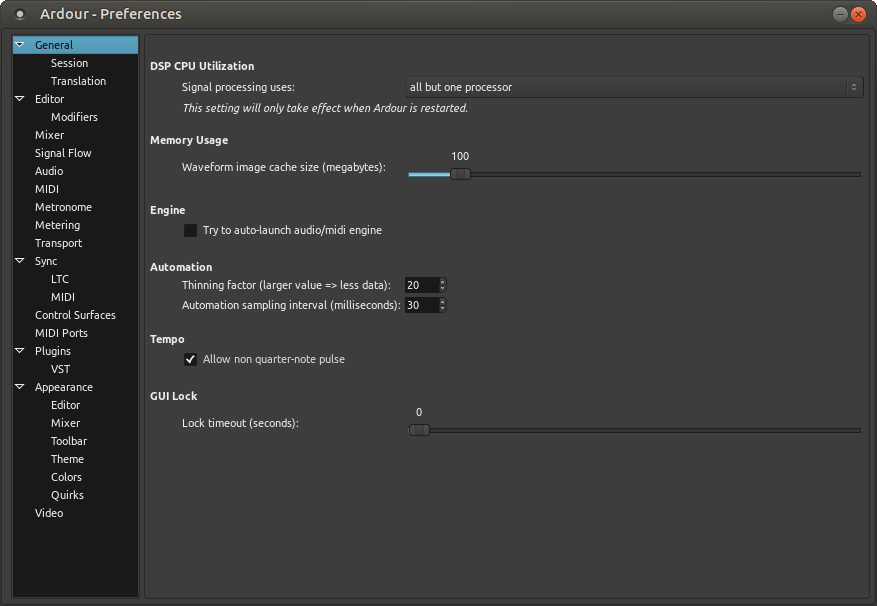 Ardour - Preferences
General
Session
Translation
Editor
Modifiers
Mixer
Signal Flow
Audio
MIDI
Metronome
Metering
Transport
Sync
LTC
MIDI
Control Surfaces
MIDI Ports
Plugins
VST
Appearance
Editor
Mixer
Toolbar
Theme
Colors
Quirks
Video
DSP CPU Utilization
Signal processing uses: all but one processor
This setting will only take effect when Ardour is restarted.
Memory Usage
100
Waveform image cache size (megabytes):
Engine
Try to auto-launch audio/midi engine
Automation
Thinning factor (larger value => less data): 20
Automation sampling interval (milliseconds): 30
Tempo
Allow non quarter-note pulse
GUI Lock
0
Lock timeout (seconds):